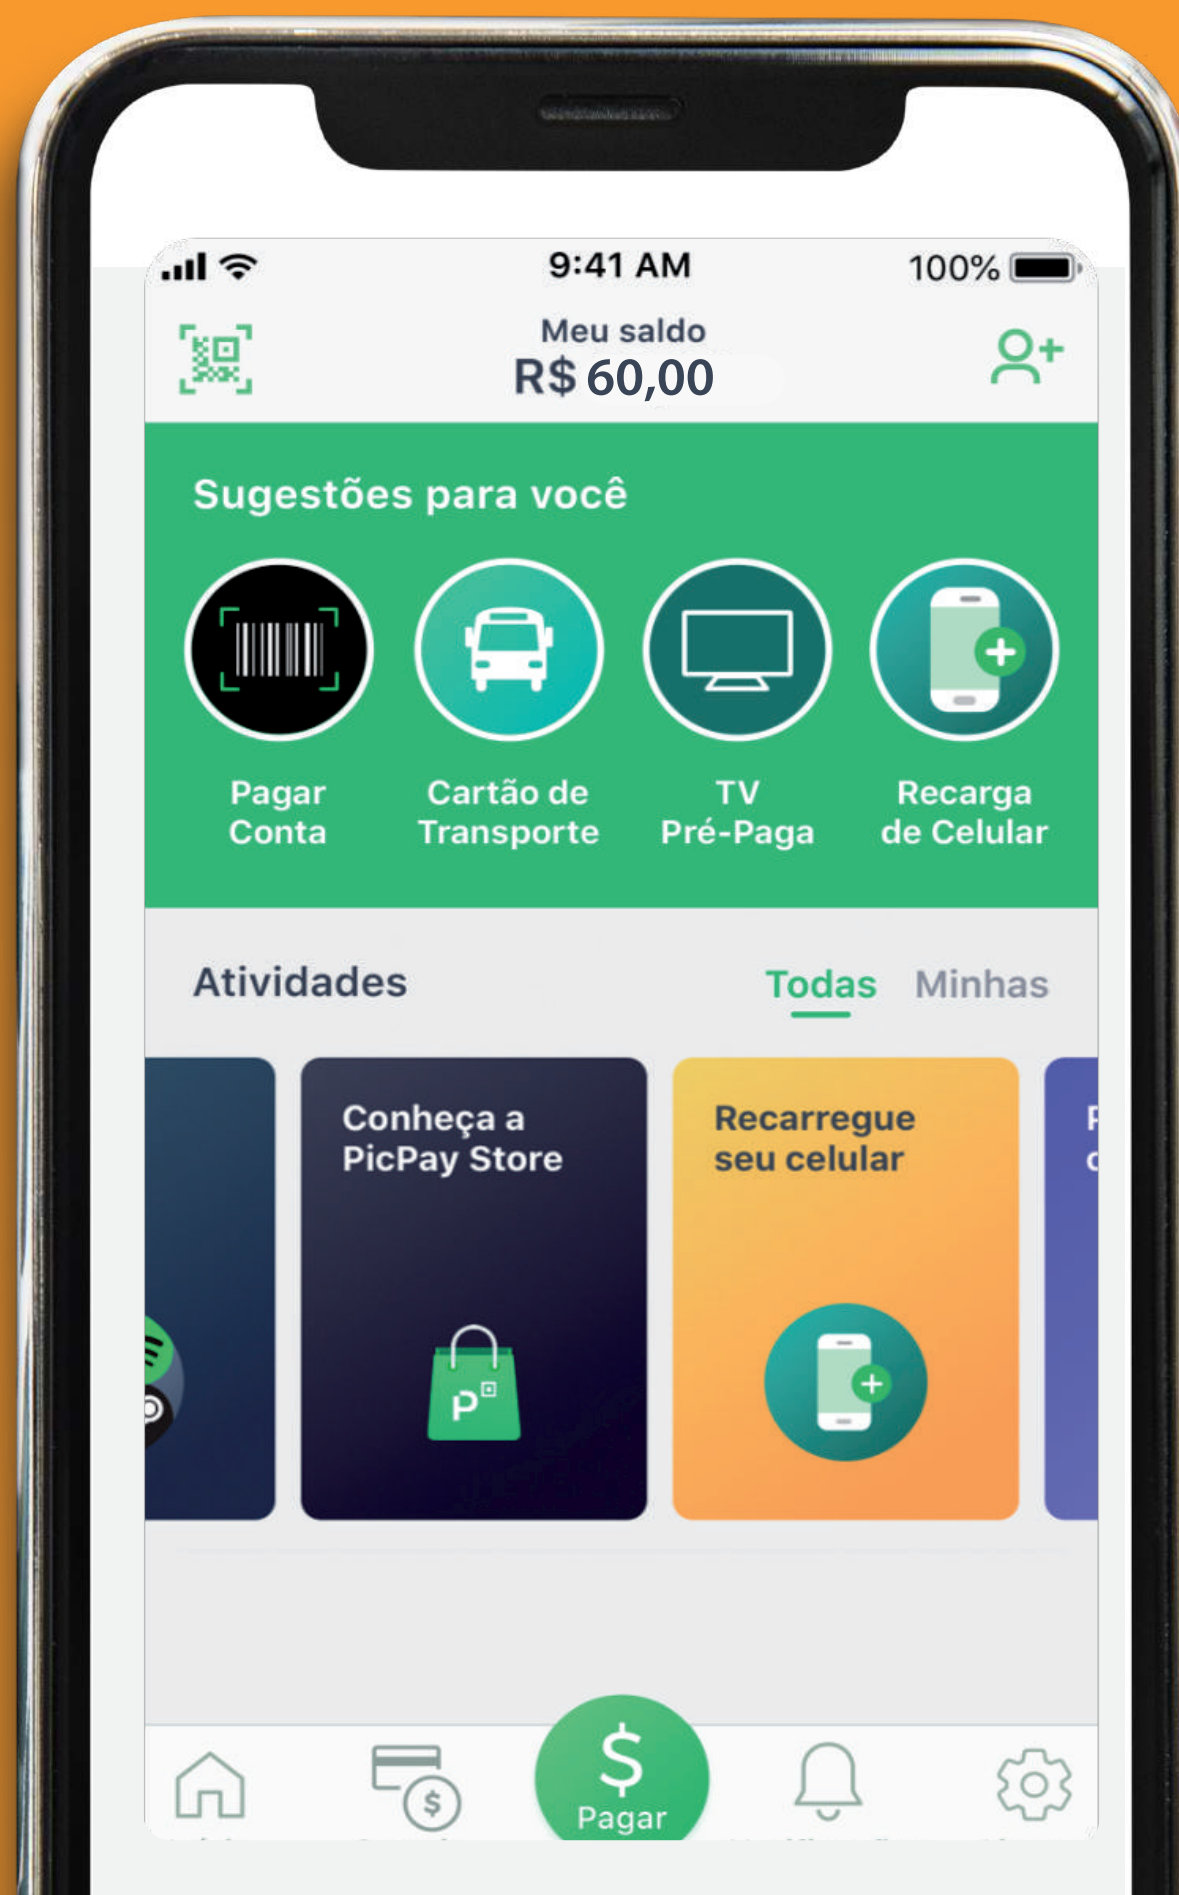 9:41 AM
100%
Meu saldo
R$ 60,00
Sugestões para você
Pagar
Conta
Cartão de
Transporte
TV
Pré-Paga
Recarga
de Celular
Atividades
Todas
Minhas
Conheça a
PicPay Store
Recarregue
seu celular
P
$
$
Pagar